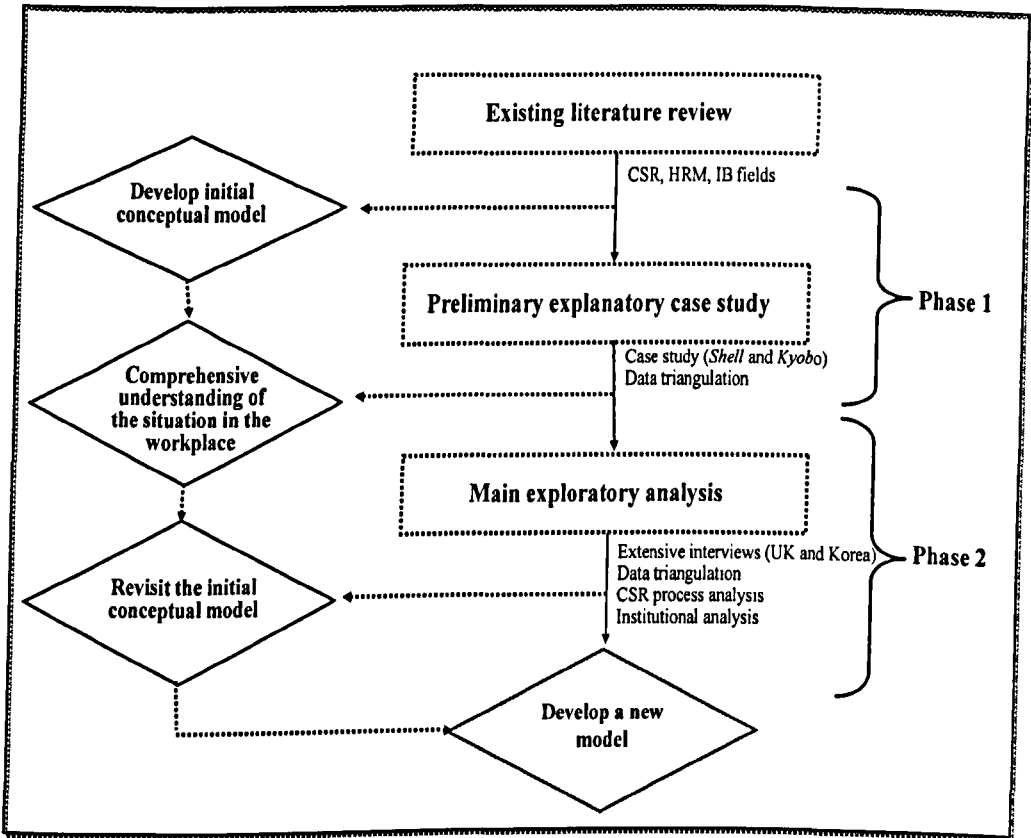 Existing literature review
CSR, HRM, IB fields
Develop initial
conceptual model
Preliminary explanatory case study
Phase 1
Case study (Shell and Kyobo)
Data triangulation
Comprehensive
understanding of
the situation in the
workplace
Main exploratory analysis
Extensive interviews (UK and Korea)
Data triangulation
CSR process analysis
Institutional analysis
Phase 2
Revisit the initial
conceptual model
Develop a new
model